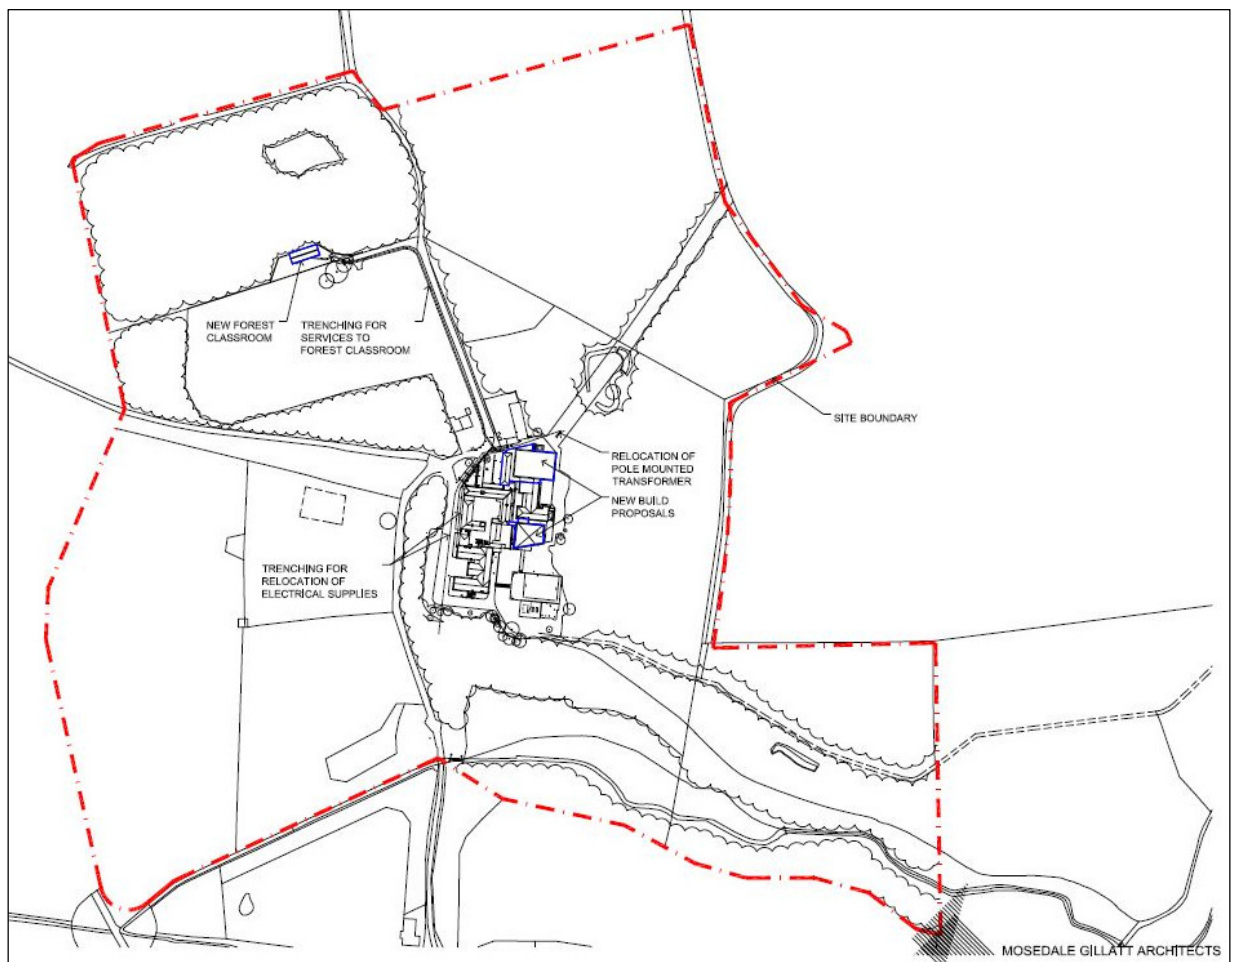 NEW FOREST
CLASSROOM
TRENCHING FOR
SERVICES TO
FOREST CLASSROOM
SITE BOUNDARY
RELOCATION OF
POLE MOUNTED
TRANSFORMER
NEW BUILD
PROPOSALS
TRENCHING FOR
RELOCATION OF
ELECTRICAL SUPPLIES
MOSEDALE GILLATT ARCHITECTS